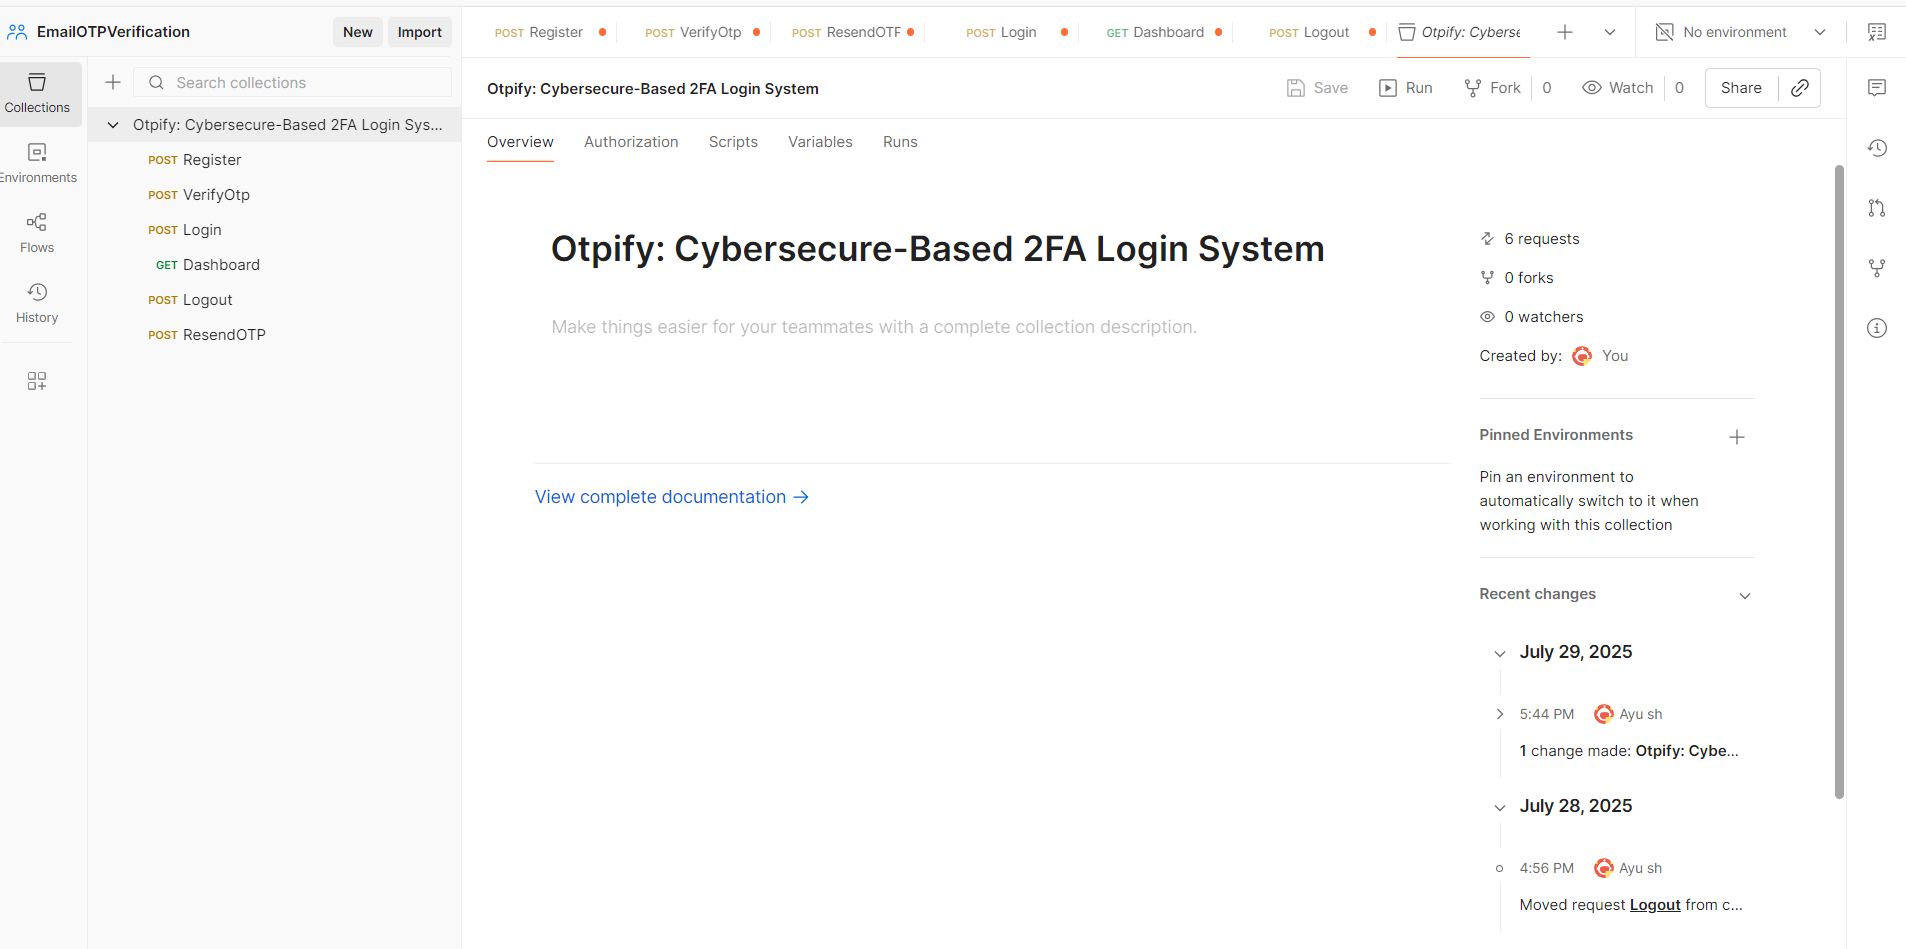 EmailOTPVerification
New
Import
POST Register
POST VerifyOtp
POST ResendOTP
POST Login
GET Dashboard
POST Logout
Otpify: Cyberse
No environment
Collections
Environments
Flows
History
Search collections
Otpify: Cybersecure-Based 2FA Login Sys...
POST Register
POST VerifyOtp
POST Login
GET Dashboard
POST Logout
POST ResendOTP
Otpify: Cybersecure-Based 2FA Login System
Save
Run
Fork 0
Watch 0
Share
Overview
Authorization
Scripts
Variables
Runs
Otpify: Cybersecure-Based 2FA Login System
Make things easier for your teammates with a complete collection description.
View complete documentation →
6 requests
0 forks
0 watchers
Created by: You
Pinned Environments
Pin an environment to
automatically switch to it when
working with this collection
Recent changes
July 29, 2025
5:44 PM Ayu sh
1 change made: Otpify: Cybe...
July 28, 2025
4:56 PM Ayu sh
Moved request Logout from c...